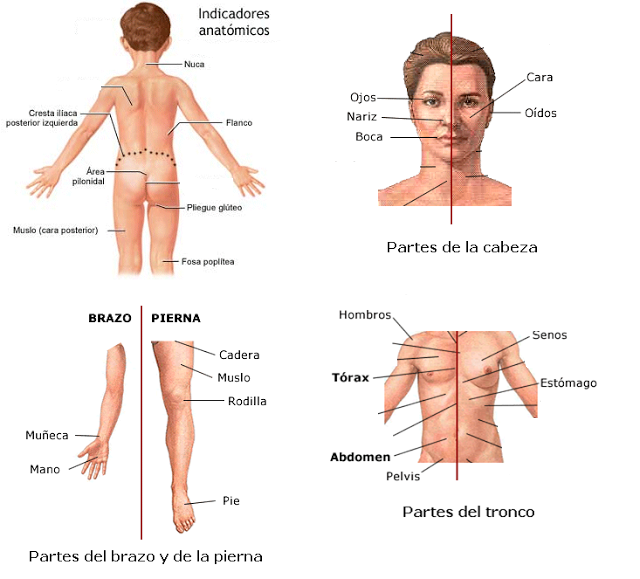 Indicadores
anatómicos
Nuca
Cresta ilíaca
posterior izquierda
Flanco
Área
pilonidal
Pliegue glúteo
Muslo (cara posterior)
Fosa poplítea
Cara
Ojos
Oídos
Nariz
Boca
Partes de la cabeza
BRAZO
PIERNA
Cadera
Muslo
Rodilla
Muñeca
Mano
Pie
Partes del brazo y de la pierna
Hombros
Senos
Tórax
Estómago
Abdomen
Pelvis
Partes del tronco